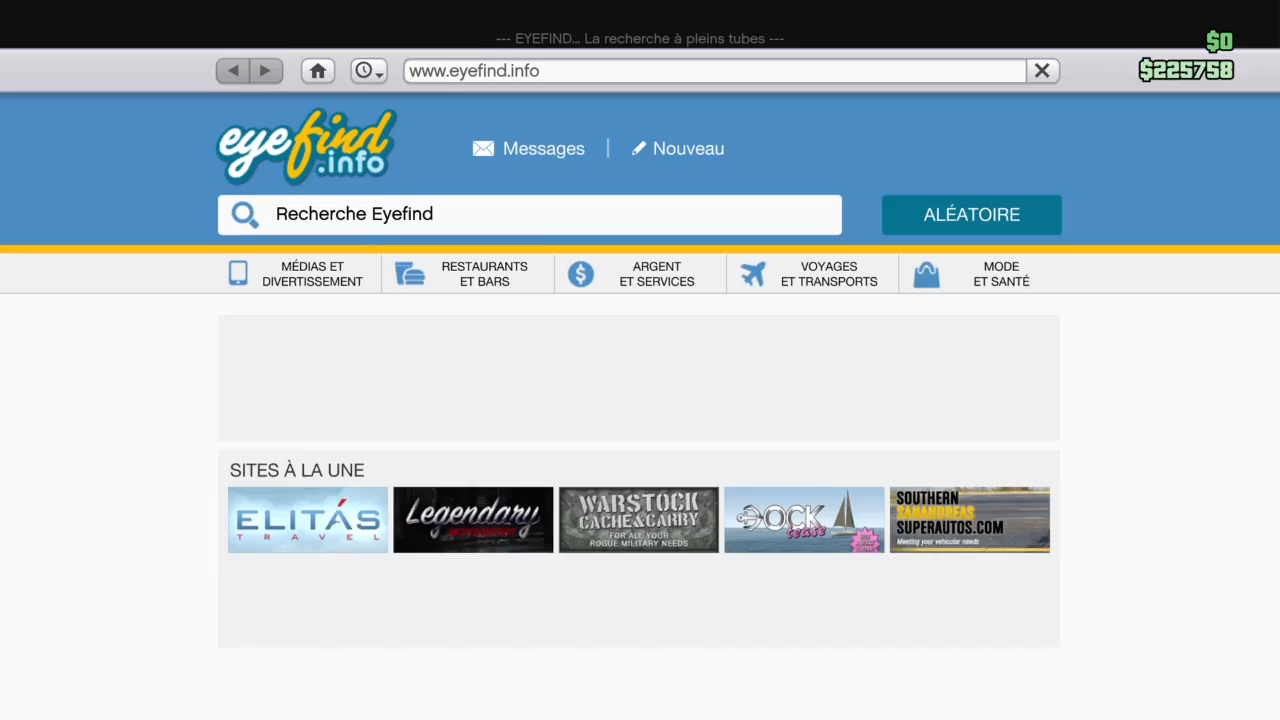 --- EYEFIND... La recherche à pleins tubes ---
$0
$225758
www.eyefind.info
eyefind
.info
Messages
Nouveau
Recherche Eyefind
ALÉATOIRE
MÉDIAS ET
DIVERTISSEMENT
RESTAURANTS
ET BARS
ARGENT
ET SERVICES
VOYAGES
ET TRANSPORTS
MODE
ET SANTÉ
SITES À LA UNE
ELITÁS
TRAVEL
Legendary
MOTORSPORT
WARSTOCK
CACHE & CARRY
FOR ALL YOUR
ROGUE MILITARY NEEDS
DOCK
tease
SOUTHERN
SANANDREAS
SUPERAUTOS.COM
Meeting your vehicular needs